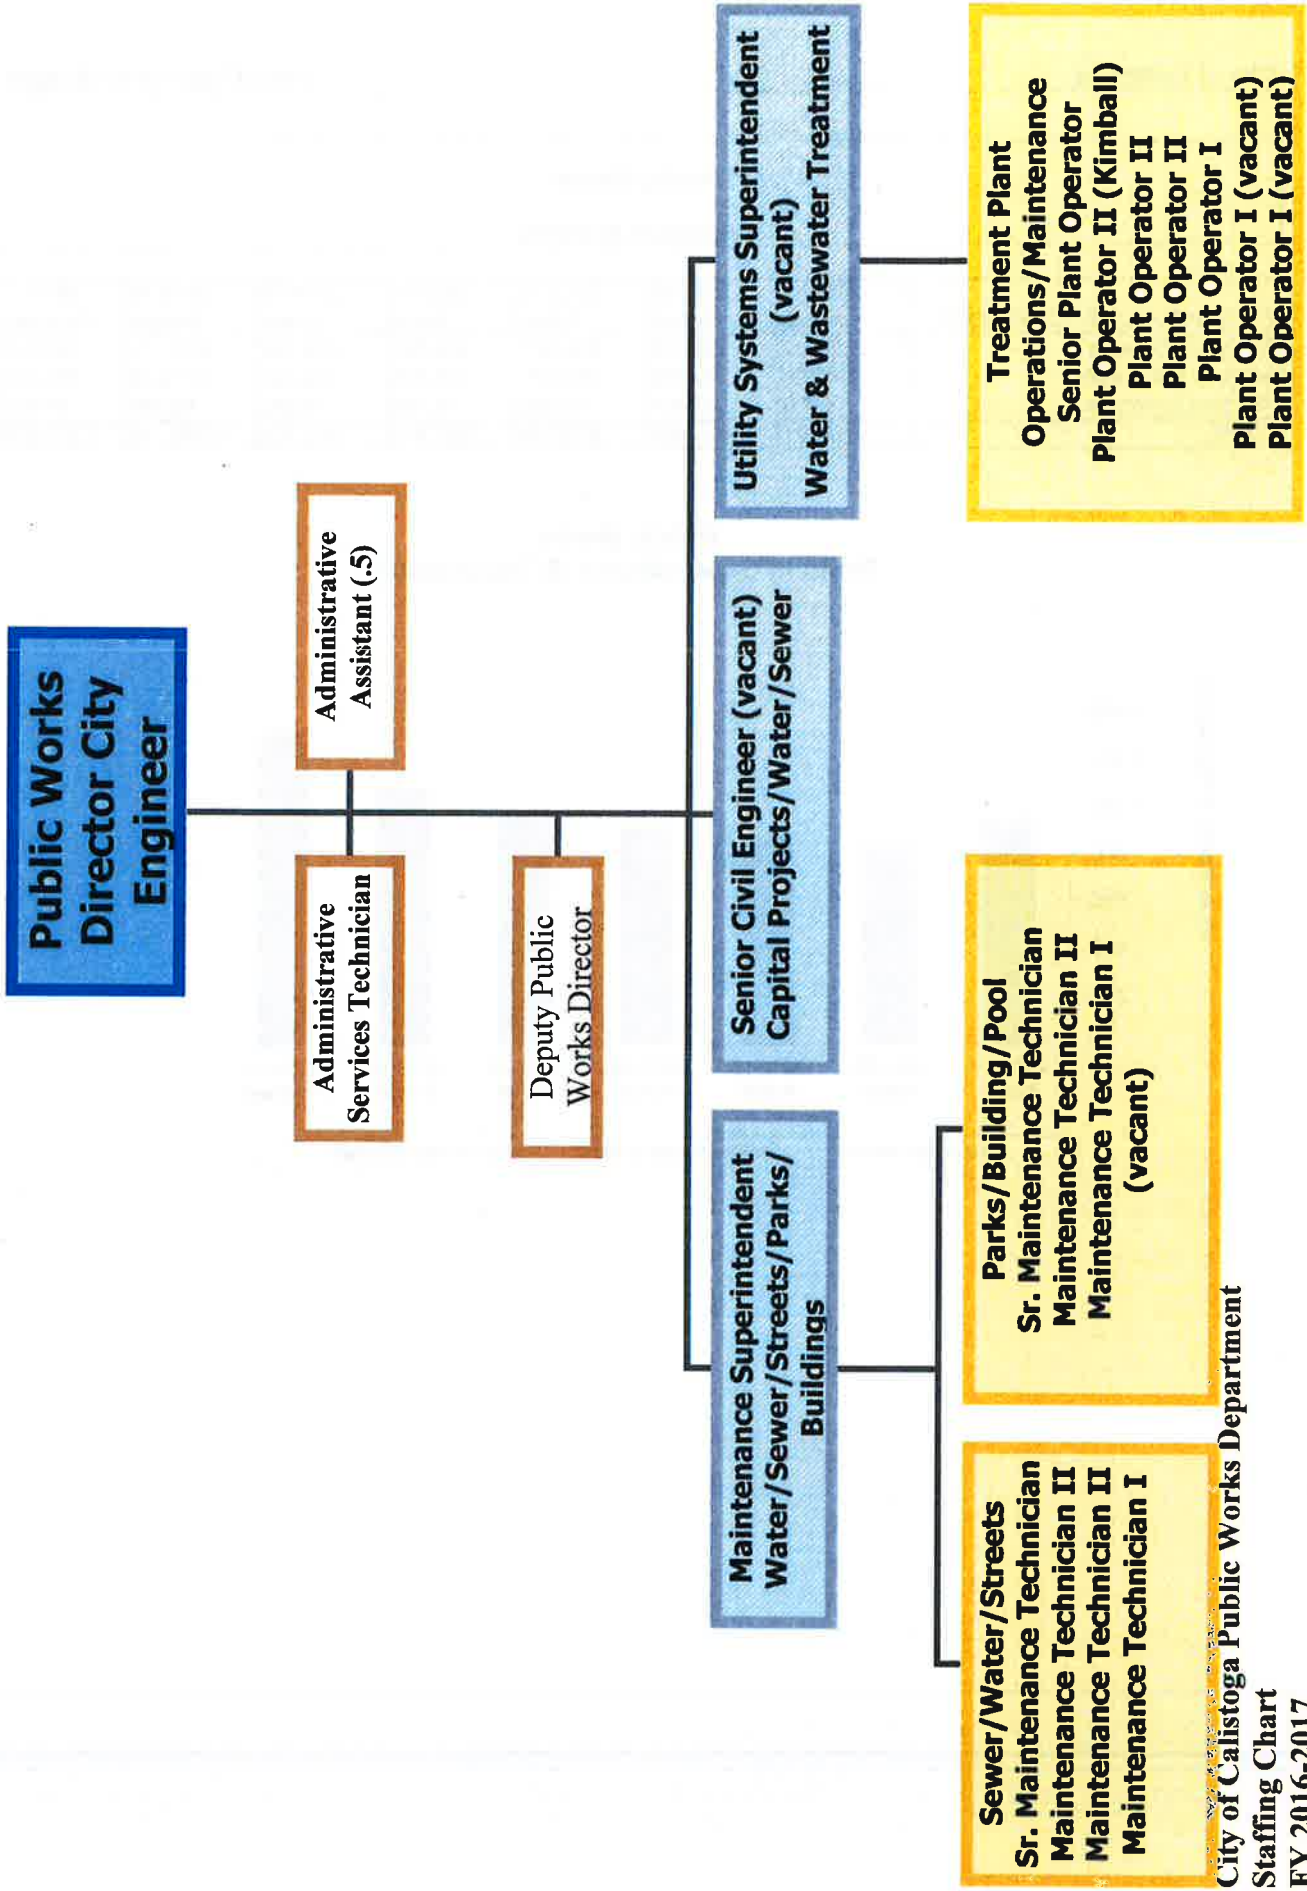 Public Works
Director City
Engineer
Administrative
Services Technician
Administrative
Assistant (.5)
Deputy Public
Works Director
Maintenance Superintendent
Water/Sewer/Streets/Parks/
Buildings
Senior Civil Engineer (vacant)
Capital Projects/Water/Sewer
Utility Systems Superintendent
(vacant)
Water & Wastewater Treatment
Sewer/Water/Streets
Sr. Maintenance Technician
Maintenance Technician II
Maintenance Technician II
Maintenance Technician I
Parks/Building/Pool
Sr. Maintenance Technician
Maintenance Technician II
Maintenance Technician I
(vacant)
Treatment Plant
Operations/Maintenance
Senior Plant Operator
Plant Operator II (Kimball)
Plant Operator II
Plant Operator II
Plant Operator I
Plant Operator I (vacant)
Plant Operator I (vacant)
City of Calistoga Public Works Department
Staffing Chart
FY 2016-2017